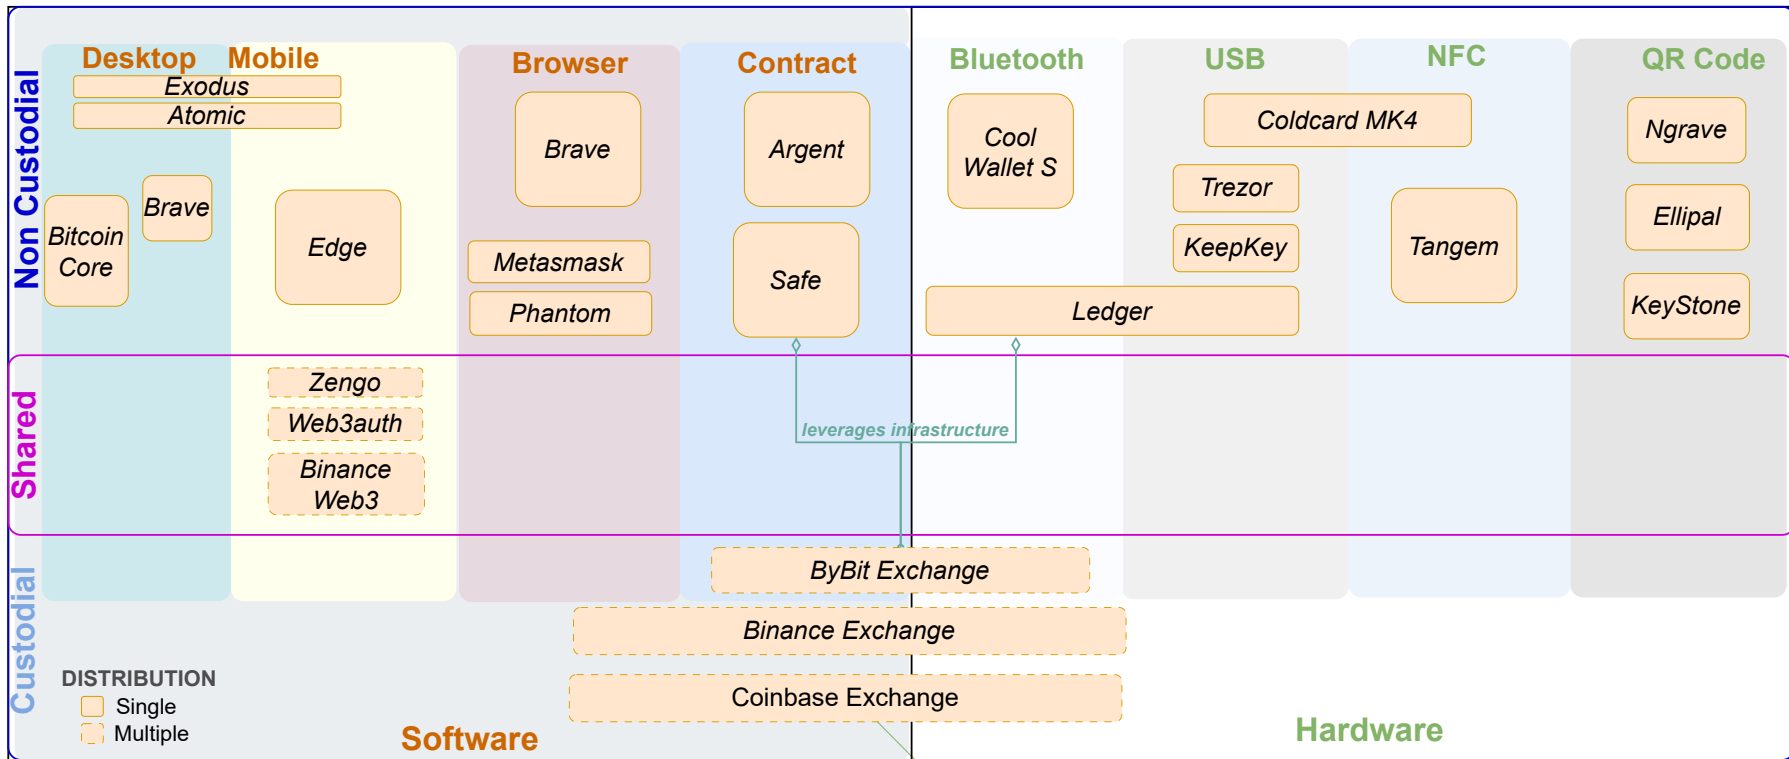 Desktop
Mobile
Browser
Contract
Bluetooth
USB
NFC
QR Code
Non Custodial
Exodus
Atomic
Bitcoin
Core
Brave
Edge
Brave
Metasmask
Phantom
Argent
Safe
Cool
Wallet S
Coldcard MK4
Trezor
KeepKey
Ledger
Tangem
Ngrave
Ellipal
KeyStone
Shared
Zengo
Web3auth
Binance
Web3
leverages infrastructure
Custodial
ByBit Exchange
Binance Exchange
Coinbase Exchange
DISTRIBUTION
Single
Multiple
Software
Hardware